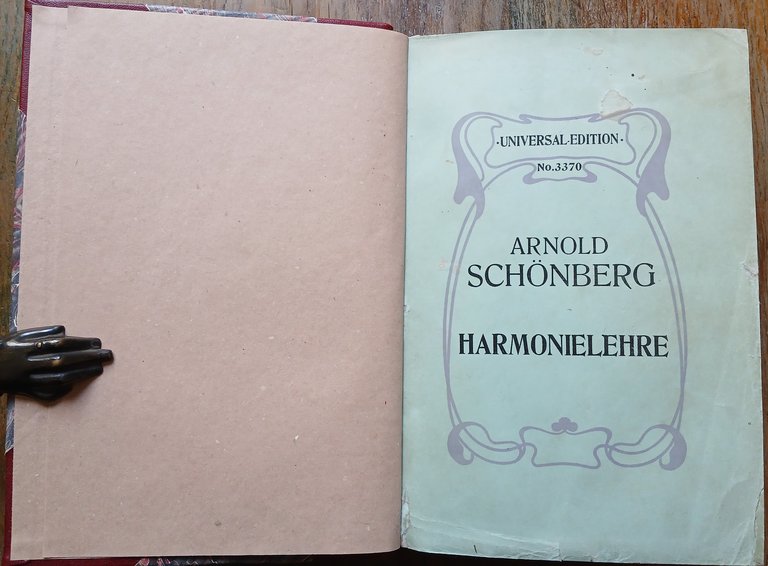 ·UNIVERSAL-EDITION·
No.3370
ARNOLD
SCHÖNBERG
HARMONIELEHRE